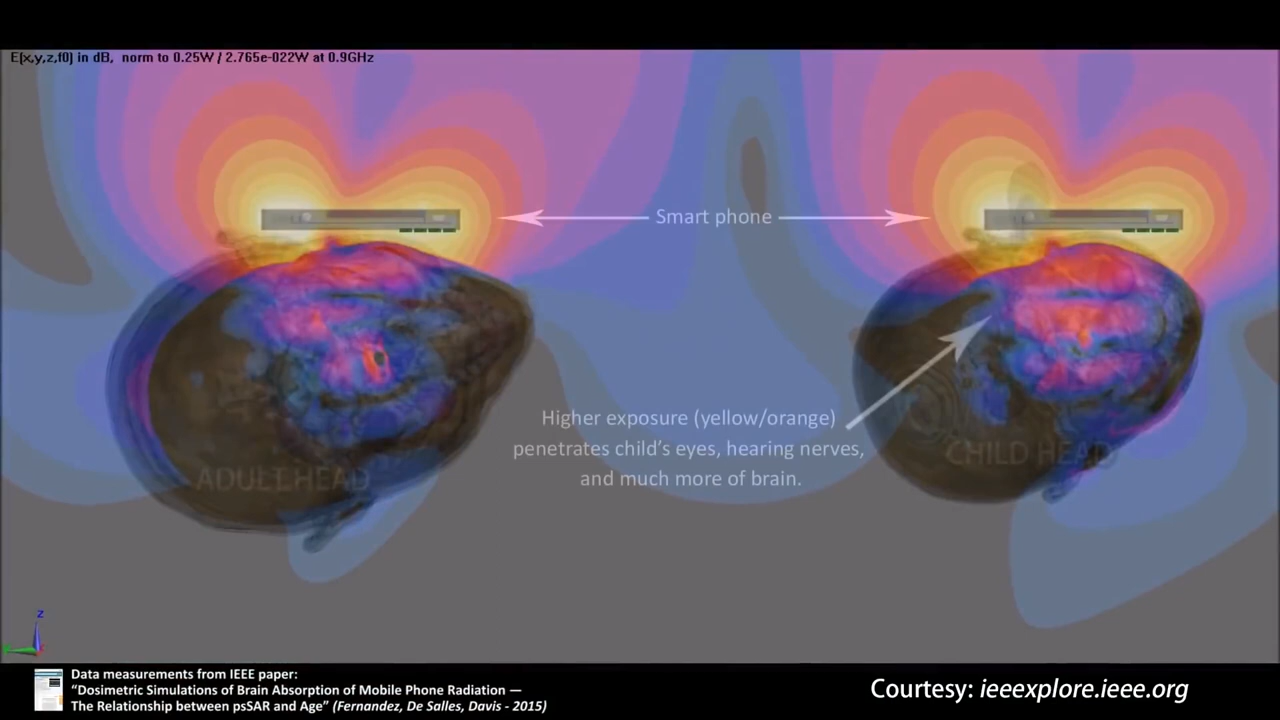 E(x,y,z,f0) in dB, norm to 0.25W / 2.765e-022W at 0.9GHz
Smart phone
Higher exposure (yellow/orange)
penetrates child's eyes, hearing nerves,
and much more of brain.
ADULT HEAD
CHILD HEAD
z
Data measurements from IEEE paper:
“Dosimetric Simulations of Brain Absorption of Mobile Phone Radiation —
The Relationship between psSAR and Age” (Fernandez, De Salles, Davis - 2015)
Courtesy: ieeexplore.ieee.org